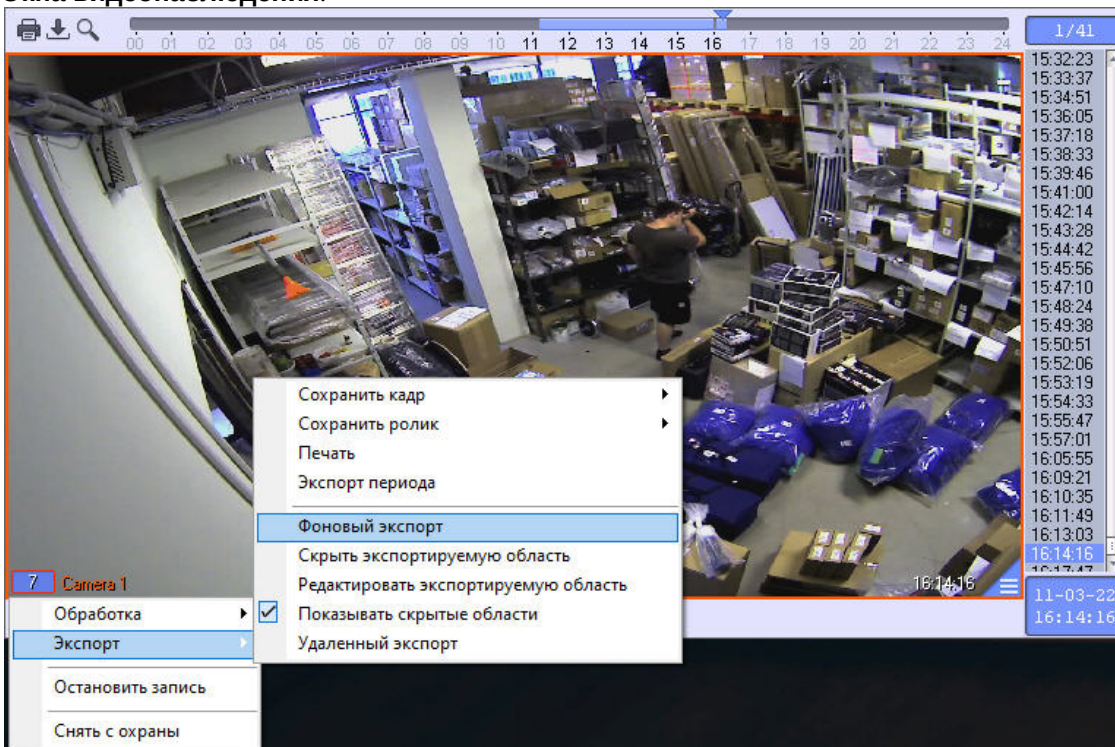 Окна видеонаблюдения.
00 01 02 03 04 05 06 07 08 09 10 11 12 13 14 15 16 17 18 19 20 21 22 23 24
1/41
15:32:23
15:33:37
15:34:51
15:36:05
15:37:18
15:38:33
15:39:46
15:41:00
15:42:14
15:43:28
15:44:42
15:45:56
15:47:10
15:48:24
15:49:38
15:50:51
15:52:06
15:53:19
15:54:33
15:55:47
15:57:01
16:05:55
16:09:21
16:10:35
16:11:49
16:13:03
16:14:16
16:17:47
11-03-22
16:14:16
Сохранить кадр
Сохранить ролик
Печать
Экспорт периода
Фоновый экспорт
Скрыть экспортируемую область
Редактировать экспортируемую область
Показывать скрытые области
Удаленный экспорт
7 Camera 1
16:14:16
Обработка
Экспорт
Остановить запись
Снять с охраны